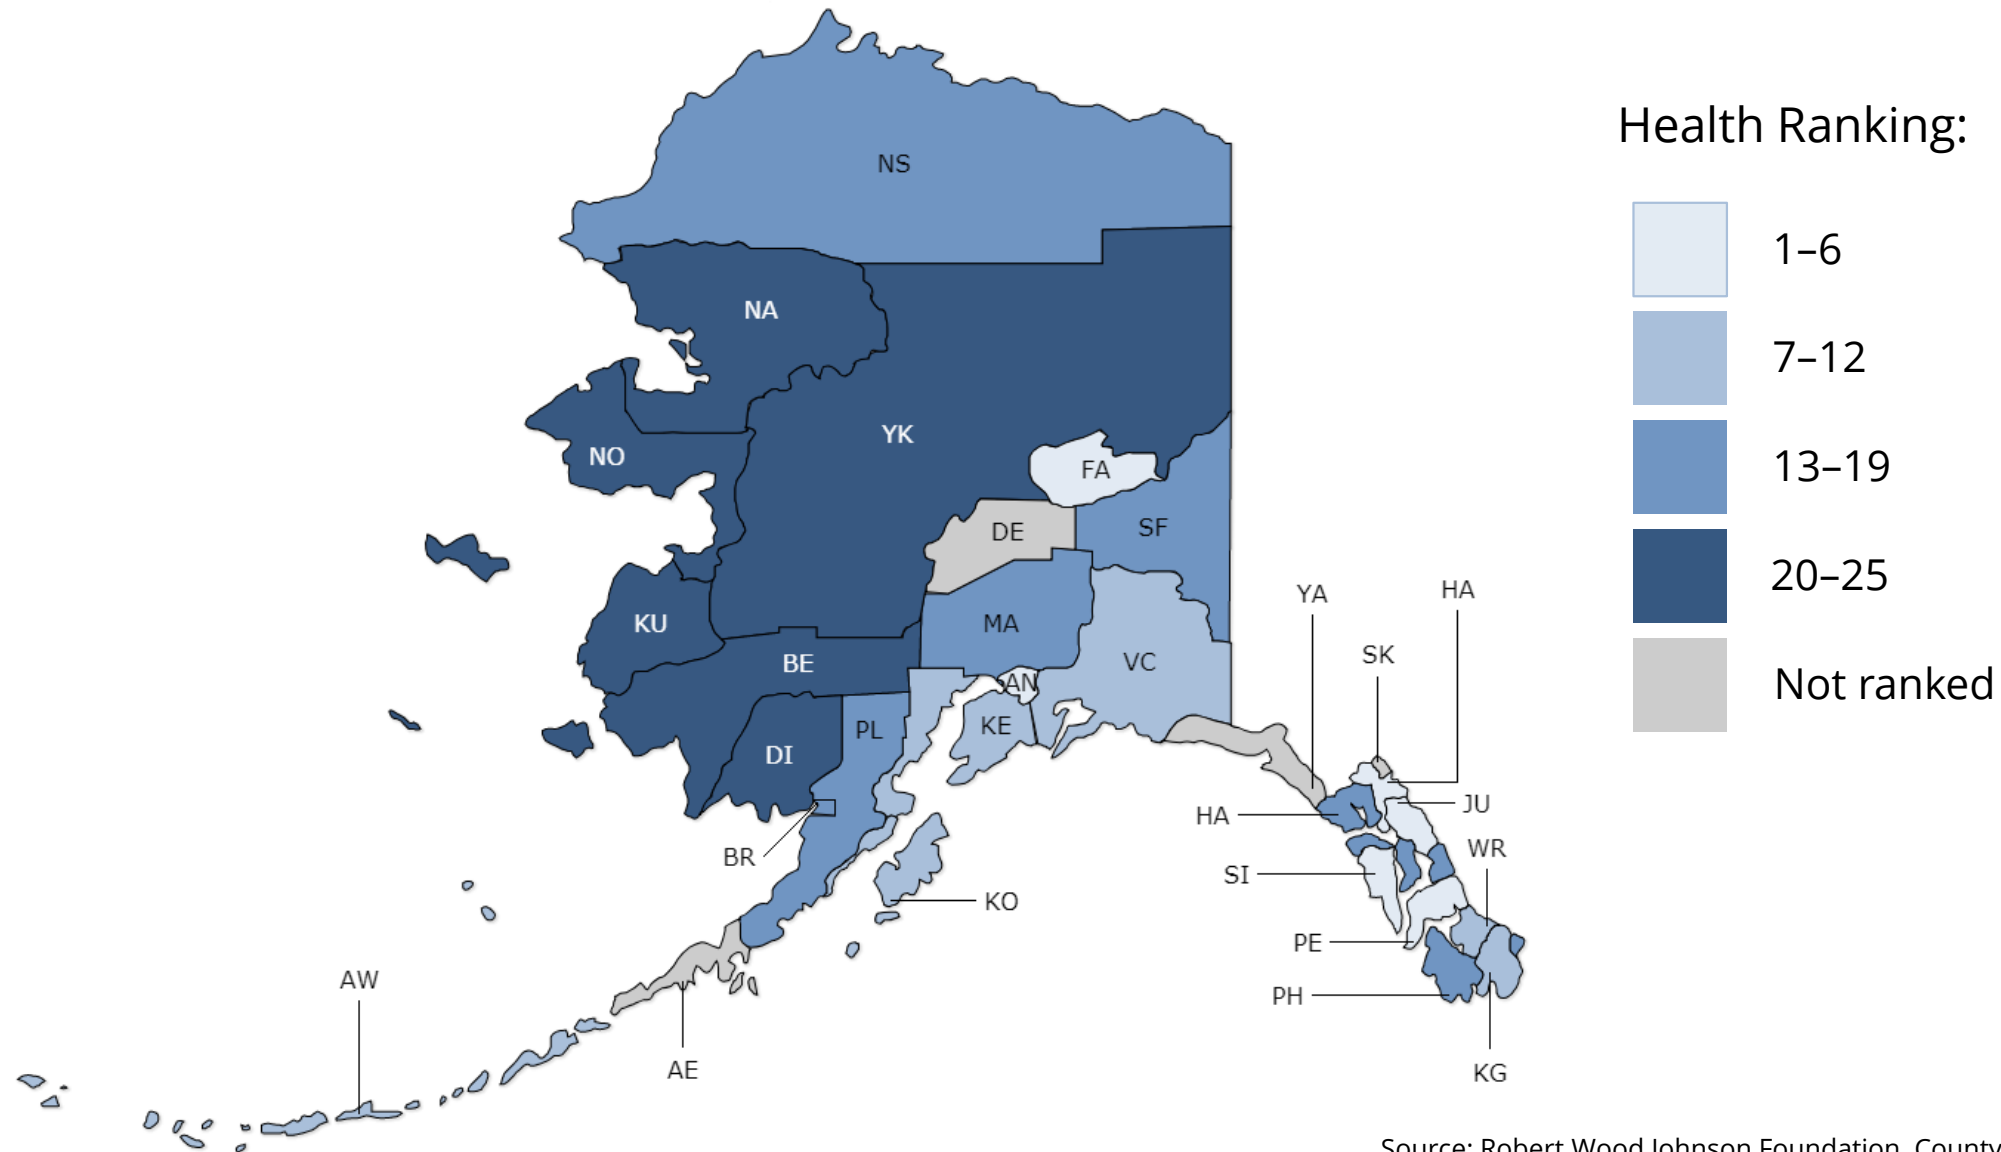 NS
Health Ranking:
1–6
NA
7–12
YK
NO
FA
13–19
DE
SF
20–25
YA
HA
KU
MA
SK
BE
VC
AN
Not ranked
PL
KE
DI
HA
JU
BR
WR
SI
KO
PE
AW
PH
AE
KG
Source: Robert Wood Johnson Foundation, County